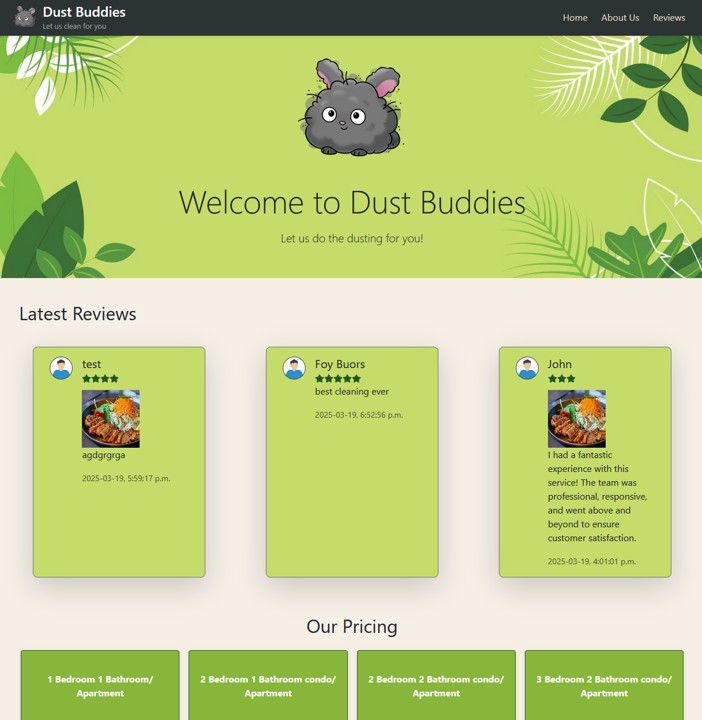 Dust Buddies
Let us clean for you
Home About Us Reviews
Welcome to Dust Buddies
Let us do the dusting for you!
Latest Reviews
test
agdgrgrga
2025-03-19, 5:59:17 p.m.
Foy Buors
best cleaning ever
2025-03-19, 6:52:56 p.m.
John
I had a fantastic
experience with this
service! The team was
professional, responsive,
and went above and
beyond to ensure
customer satisfaction.
2025-03-19, 4:01:01 p.m.
Our Pricing
1 Bedroom 1 Bathroom/
Apartment
2 Bedroom 1 Bathroom condo/
Apartment
2 Bedroom 2 Bathroom condo/
Apartment
3 Bedroom 2 Bathroom condo/
Apartment